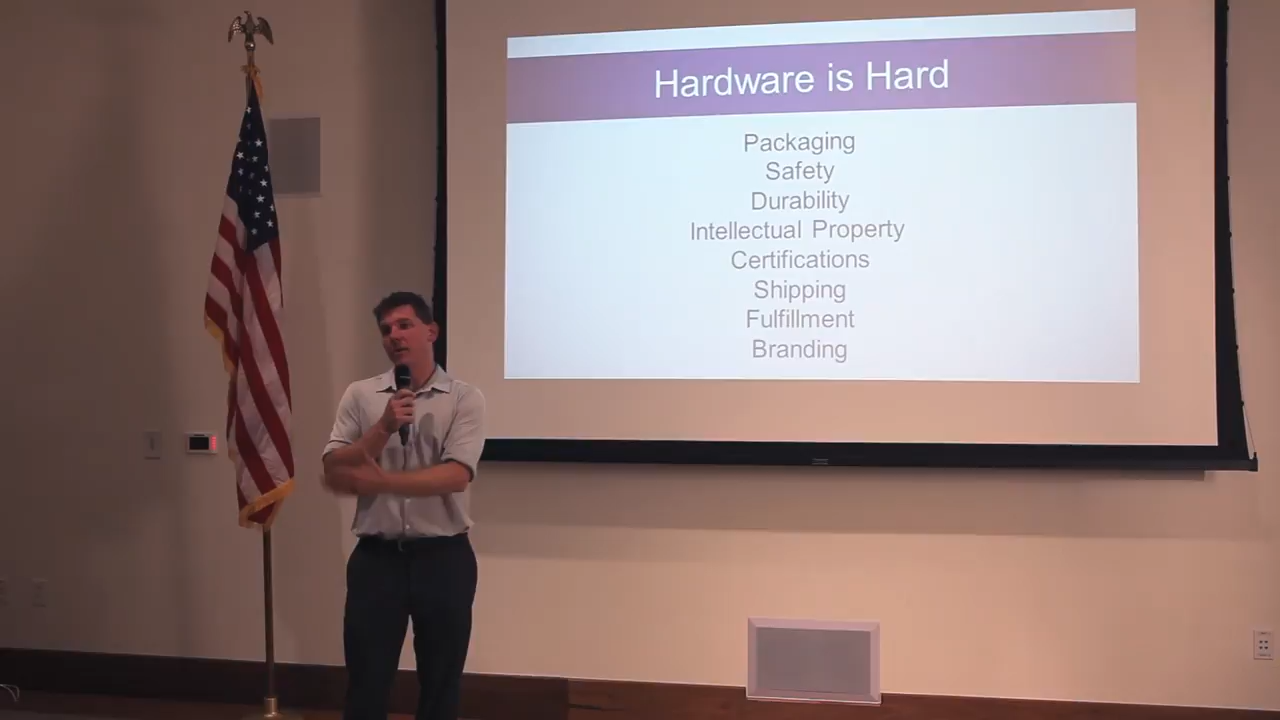 Hardware is Hard
Packaging
Safety
Durability
Intellectual Property
Certifications
Shipping
Fulfillment
Branding